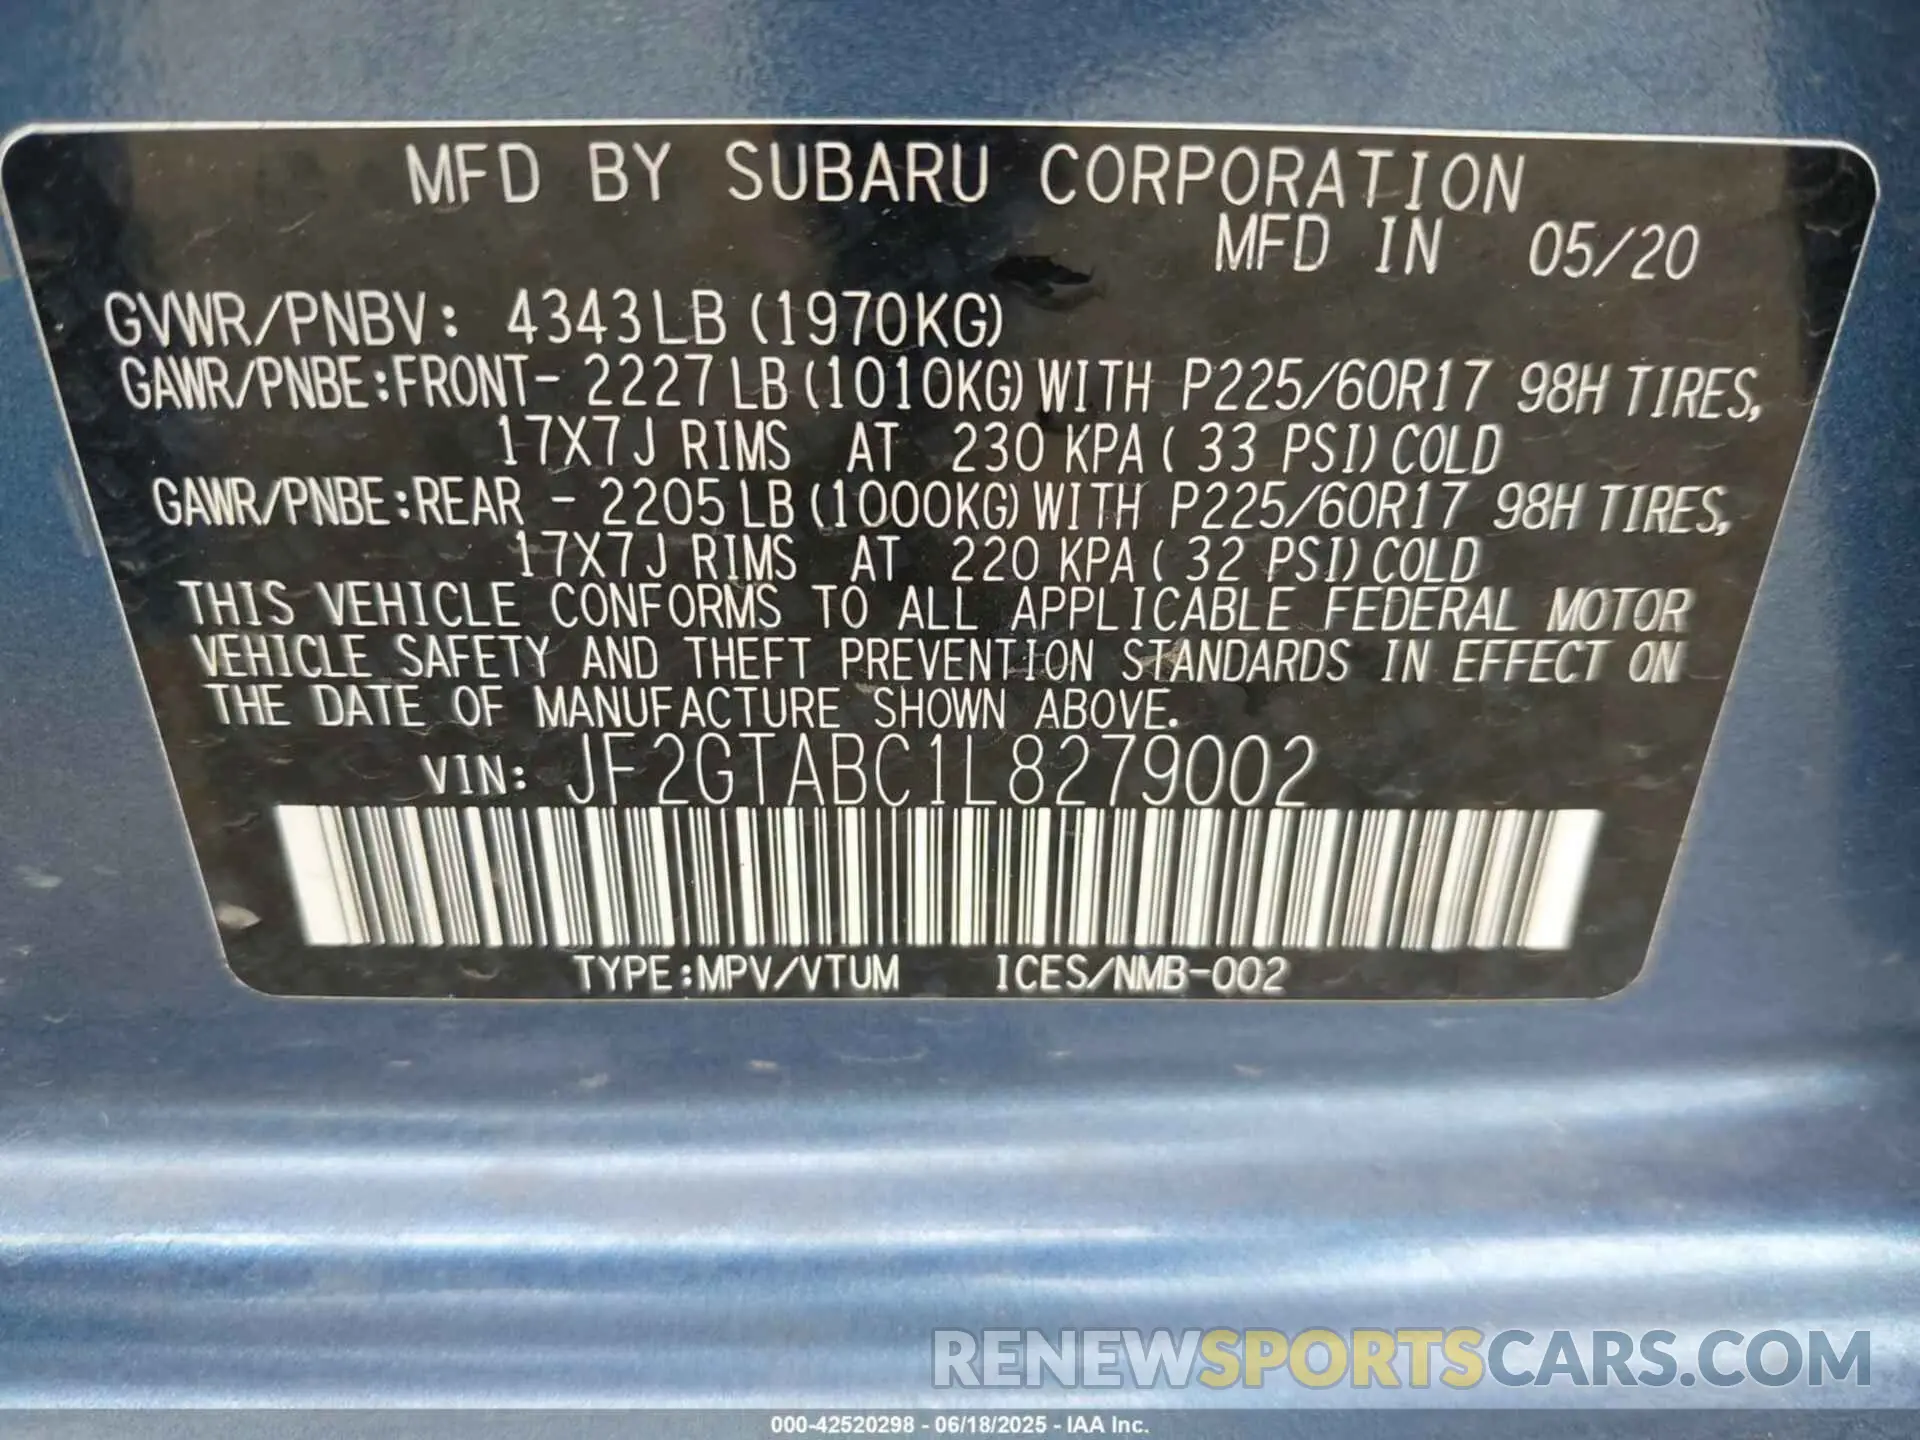 MFD BY SUBARU CORPORATION
MFD IN 05/20
GVWR/PNBV: 4343LB (1970KG)
GAWR/PNBE:FRONT- 2227 LB (1010KG) WITH P225/60R17 98H TIRES,
17X7J RIMS AT 230 KPA ( 33 PSI) COLD
GAWR/PNBE:REAR - 2205 LB (1000KG) WITH P225/60R17 98H TIRES,
17X7J RIMS AT 220 KPA ( 32 PSI) COLD
THIS VEHICLE CONFORMS TO ALL APPLICABLE FEDERAL MOTOR
VEHICLE SAFETY AND THEFT PREVENTION STANDARDS IN EFFECT ON
THE DATE OF MANUFACTURE SHOWN ABOVE.
VIN: JF2GTABC1L8279002
TYPE:MPV/VTUM ICES/NMB-002
RENEWSPORTSCARS.COM
000-42520298 - 06/18/2025 - IAA Inc.